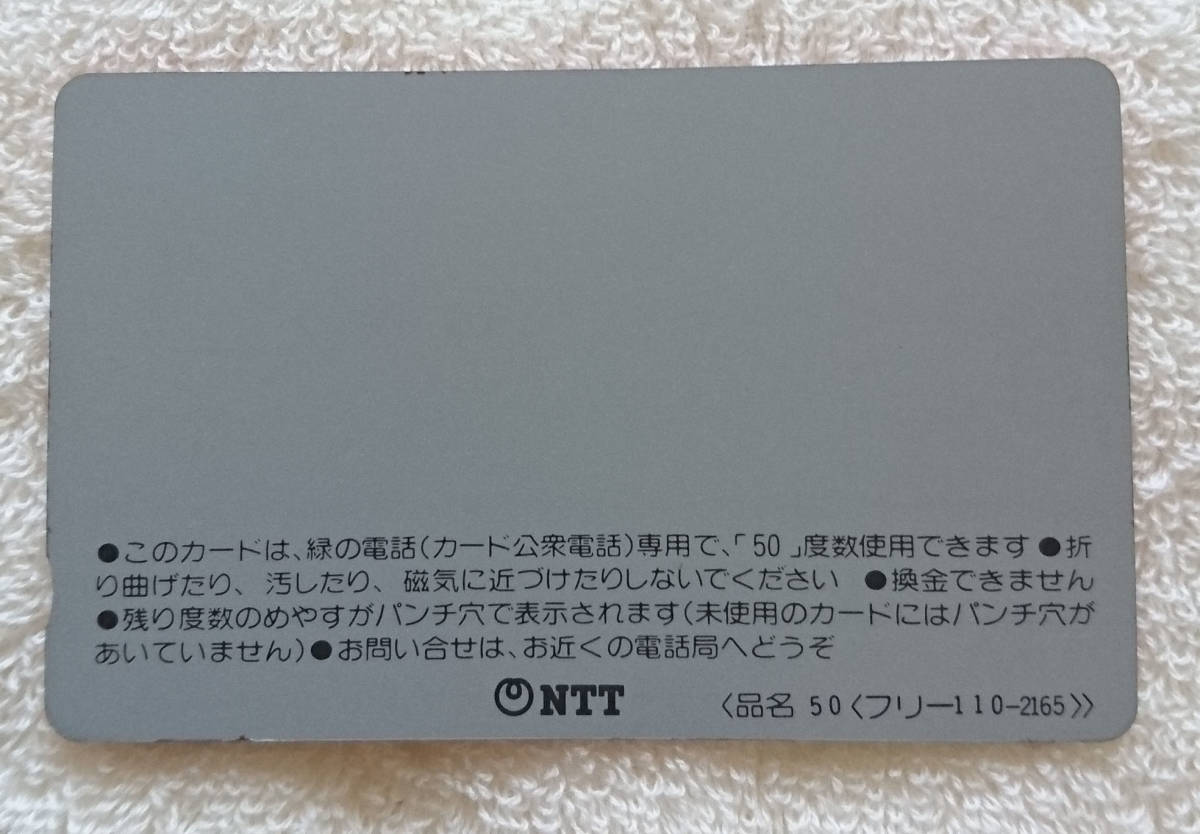 ●このカードは、緑の電話(カード公衆電話)専用で、「50」度数使用できます ●折
り曲げたり、汚したり、磁気に近づけたりしないでください ●換金できません
●残り度数のめやすがパンチ穴で表示されます(未使用のカードにはパンチ穴が
あいていません)●お問い合せは、お近くの電話局へどうぞ
NTT 〈品名 50〈フリー110-2165〉〉